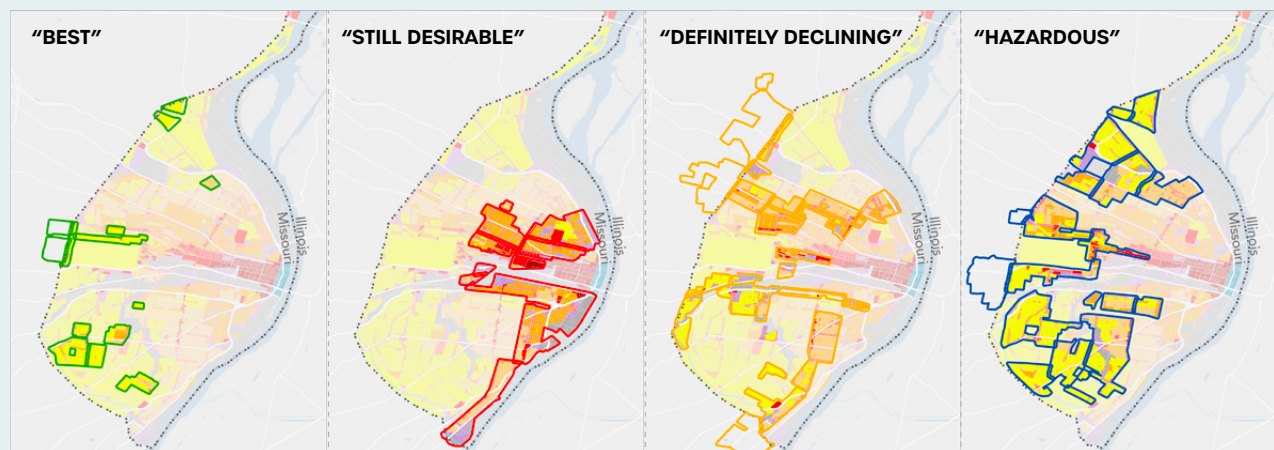 “BEST”
“STILL DESIRABLE”
“DEFINITELY DECLINING”
“HAZARDOUS”
Illinois
Missouri
Illinois
Missouri
Illinois
Missouri
Illinois
Missouri